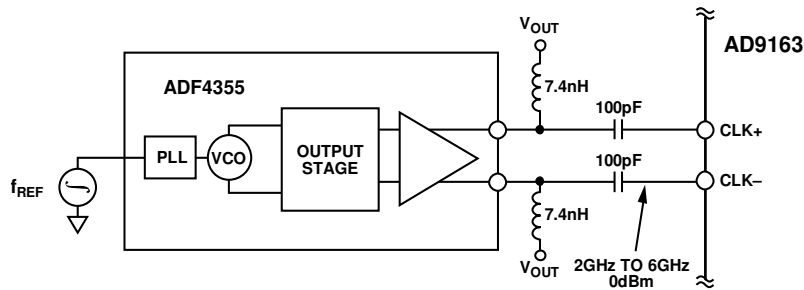 VOUT
AD9163
ADF4355
7.4nH
100pF
CLK+
PLL
VCO
OUTPUT
STAGE
100pF
CLK–
fREF
7.4nH
VOUT
2GHz TO 6GHz
0dBm